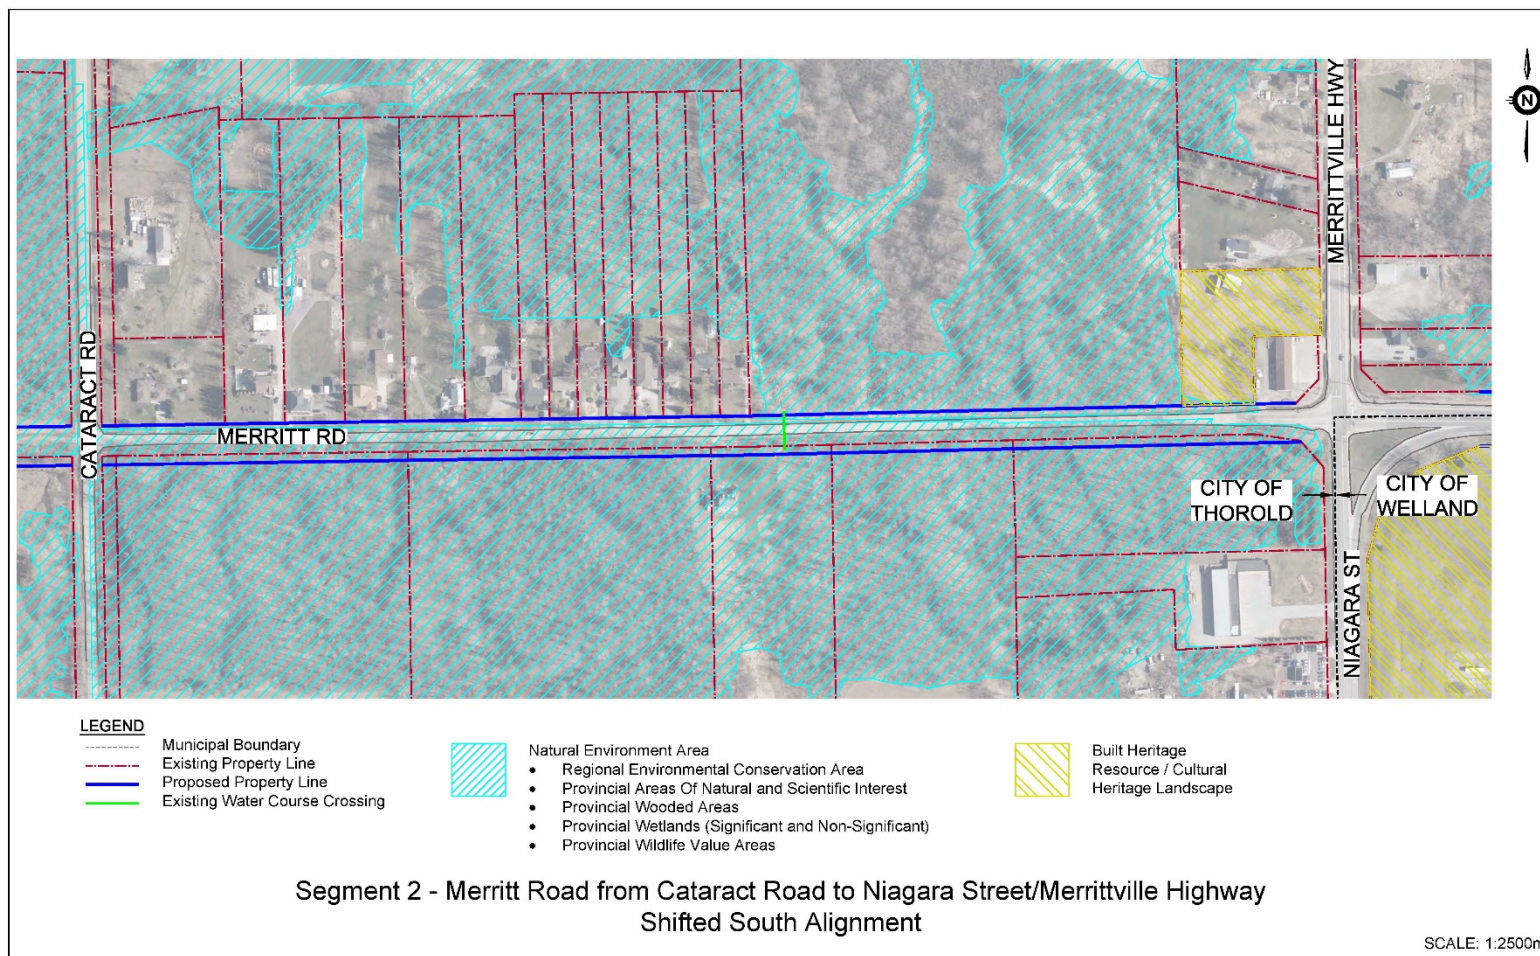 N
MERRITTVILLE HWY
CATARACT RD
MERRITT RD
CITY OF
THOROLD
CITY OF
WELLAND
NIAGARA ST
LEGEND
Municipal Boundary
Existing Property Line
Proposed Property Line
Existing Water Course Crossing
Natural Environment Area
• Regional Environmental Conservation Area
• Provincial Areas Of Natural and Scientific Interest
• Provincial Wooded Areas
• Provincial Wetlands (Significant and Non-Significant)
• Provincial Wildlife Value Areas
Built Heritage
Resource / Cultural
Heritage Landscape
Segment 2 - Merritt Road from Cataract Road to Niagara Street/Merrittville Highway
Shifted South Alignment
SCALE: 1:2500m